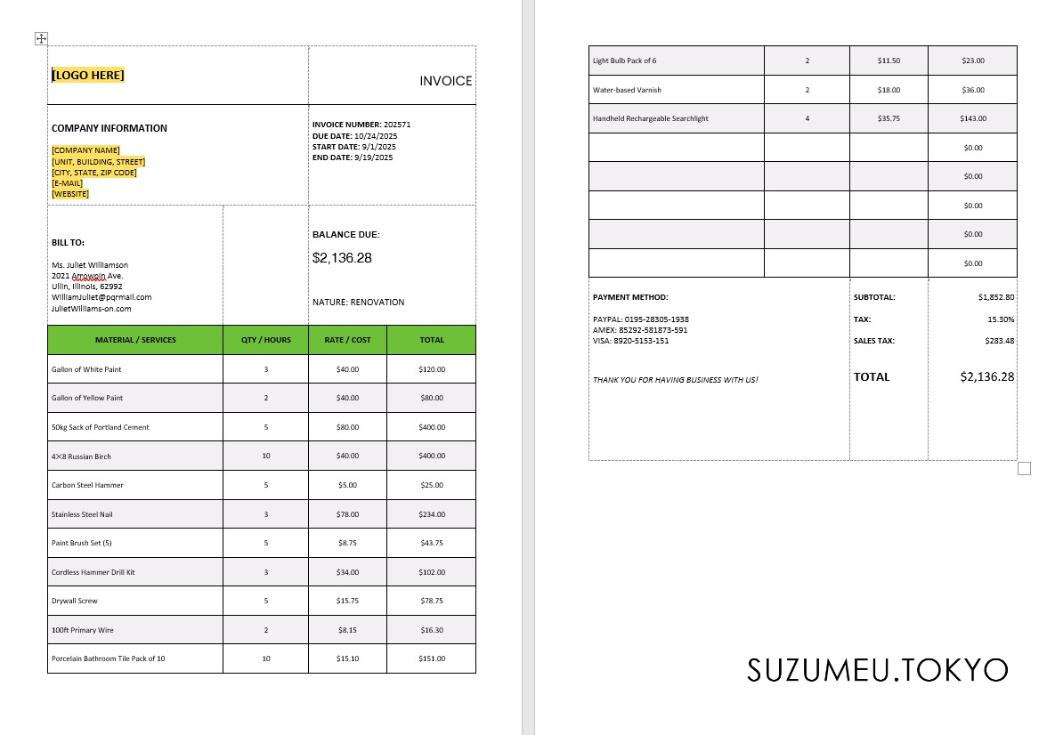 [LOGO HERE]
INVOICE
COMPANY INFORMATION
[COMPANY NAME]
[UNIT, BUILDING, STREET]
[CITY, STATE, ZIP CODE]
[E-MAIL]
[WEBSITE]
INVOICE NUMBER: 202571
DUE DATE: 10/24/2025
START DATE: 9/1/2025
END DATE: 9/19/2025
BILL TO:
Ms. Juliet Williamson
2021 Arrowpin Ave.
Ullin, Illinois, 62992
WilliamJuliet@pqrmail.com
JulietWilliams-on.com
BALANCE DUE:
$2,136.28
NATURE: RENOVATION
MATERIAL / SERVICES QTY / HOURS RATE / COST TOTAL
Gallon of White Paint 3 $40.00 $120.00
Gallon of Yellow Paint 2 $40.00 $80.00
50kg Sack of Portland Cement 5 $80.00 $400.00
4×8 Russian Birch 10 $40.00 $400.00
Carbon Steel Hammer 5 $5.00 $25.00
Stainless Steel Nail 3 $78.00 $234.00
Paint Brush Set (5) 5 $8.75 $43.75
Cordless Hammer Drill Kit 3 $34.00 $102.00
Drywall Screw 5 $15.75 $78.75
100ft Primary Wire 2 $8.15 $16.30
Porcelain Bathroom Tile Pack of 10 10 $15.10 $151.00
Light Bulb Pack of 6 2 $11.50 $23.00
Water-based Varnish 2 $18.00 $36.00
Handheld Rechargeable Searchlight 4 $35.75 $143.00
$0.00
$0.00
$0.00
$0.00
$0.00
PAYMENT METHOD:
PAYPAL: 0195-28305-1938
AMEX: 85292-581873-591
VISA: 8920-5153-151
THANK YOU FOR HAVING BUSINESS WITH US!
SUBTOTAL: $1,852.80
TAX: 15.30%
SALES TAX: $283.48
TOTAL $2,136.28
SUZUMEU.TOKYO